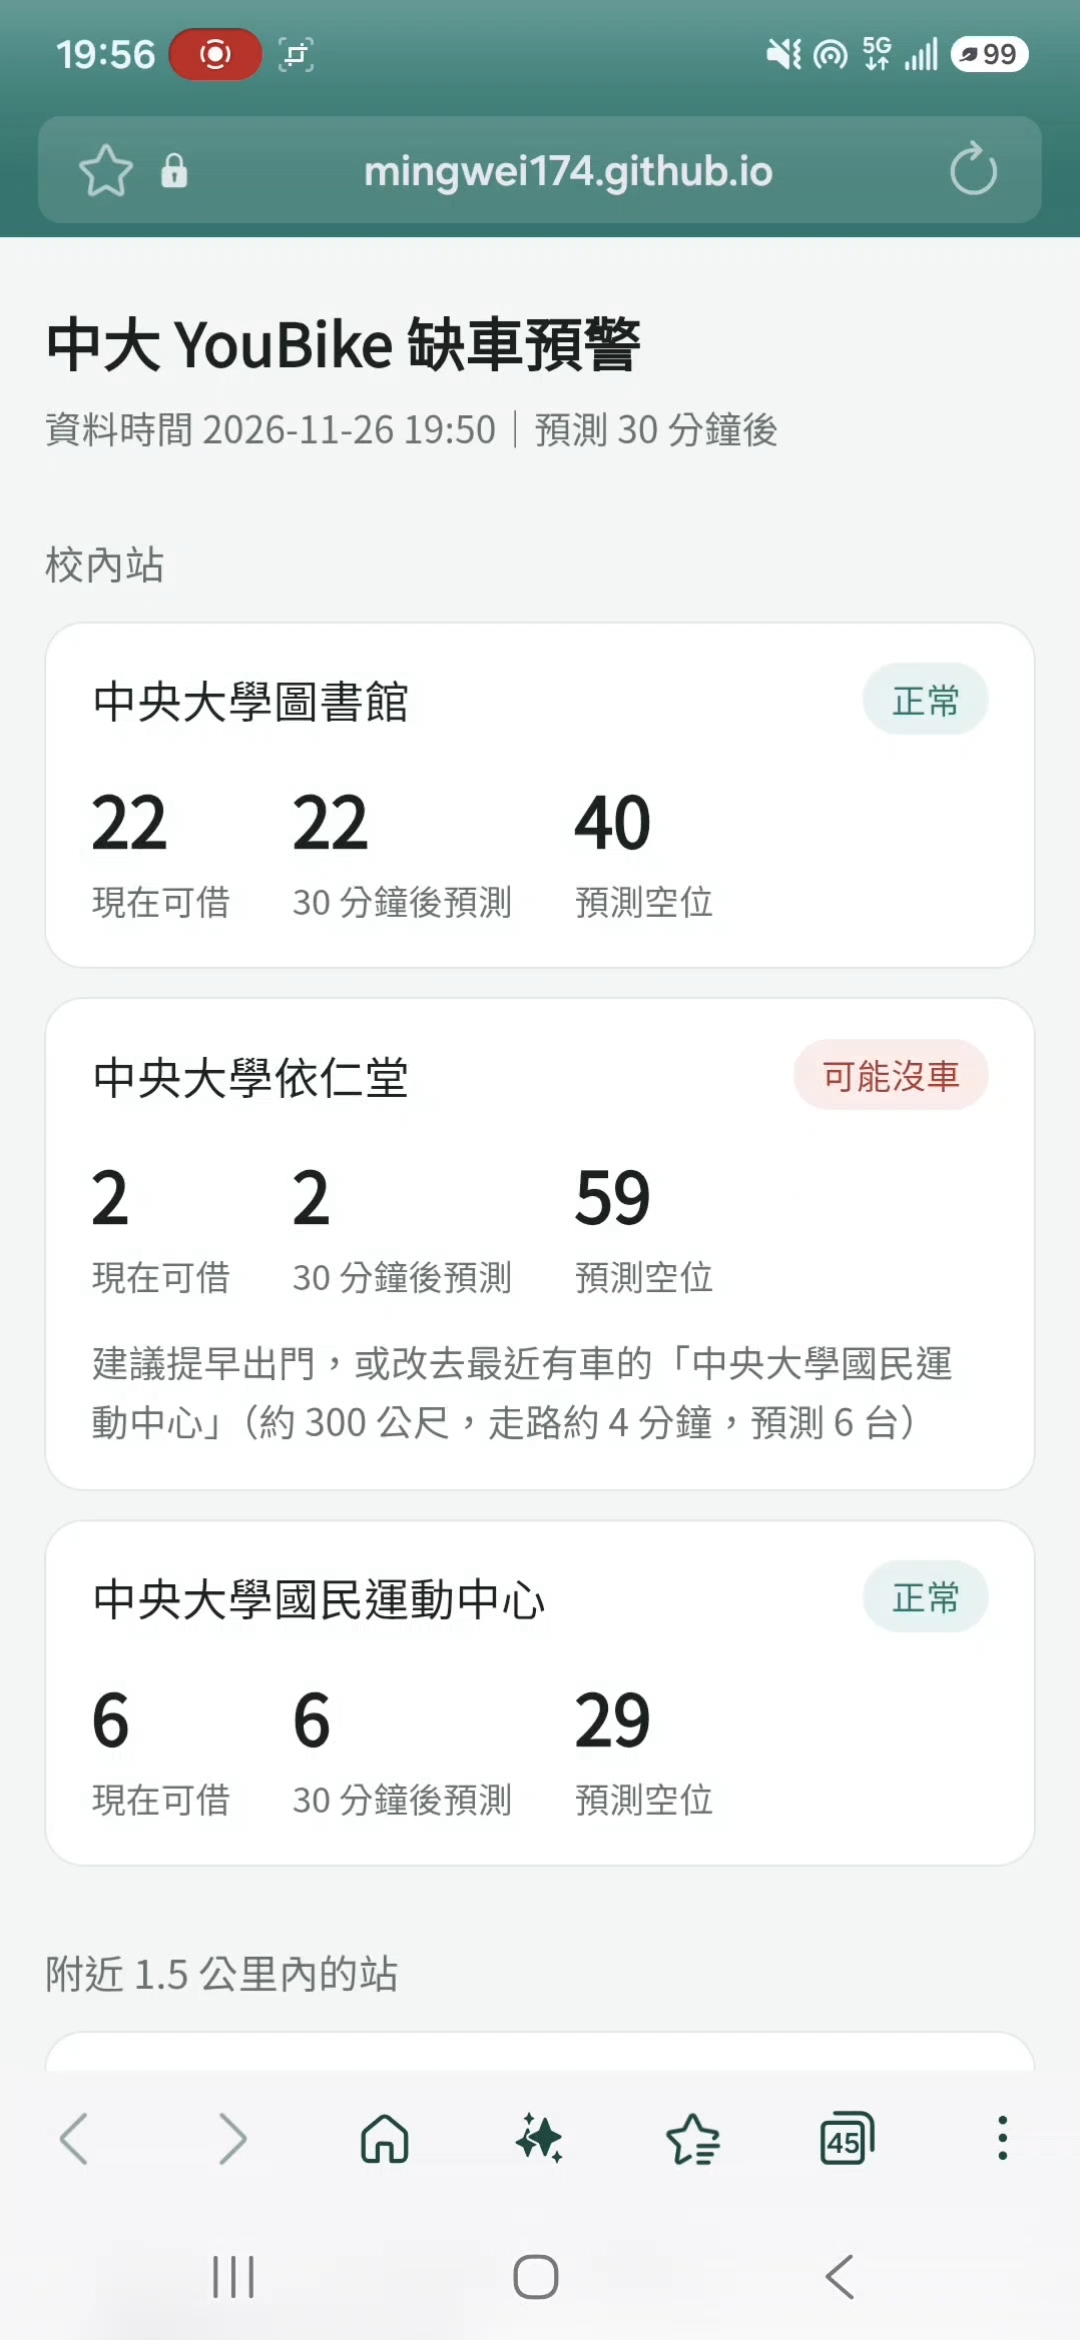 19:56
5G
99
mingwei174.github.io
中大 YouBike 缺車預警
資料時間 2026-11-26 19:50｜預測 30 分鐘後
校內站
中央大學圖書館
正常
22 22 40
現在可借 30 分鐘後預測 預測空位
中央大學依仁堂
可能沒車
2 2 59
現在可借 30 分鐘後預測 預測空位
建議提早出門，或改去最近有車的「中央大學國民運
動中心」（約 300 公尺，走路約 4 分鐘，預測 6 台）
中央大學國民運動中心
正常
6 6 29
現在可借 30 分鐘後預測 預測空位
附近 1.5 公里內的站
45